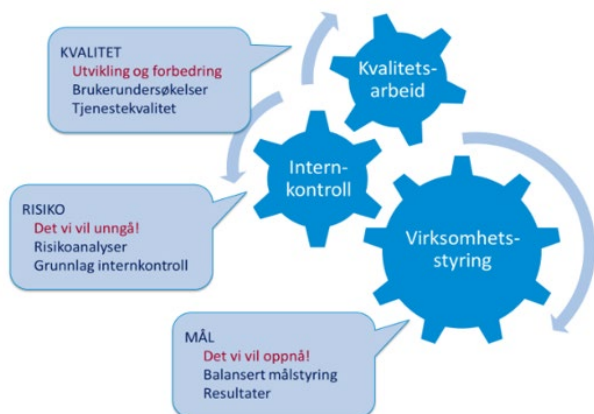 KVALITET
Utvikling og forbedring
Brukerundersøkelser
Tjenestekvalitet
Kvalitets-
arbeid
Intern-
kontroll
RISIKO
Det vi vil unngå!
Risikoanalyser
Grunnlag internkontroll
Virksomhets-
styring
MÅL
Det vi vil oppnå!
Balansert målstyring
Resultater